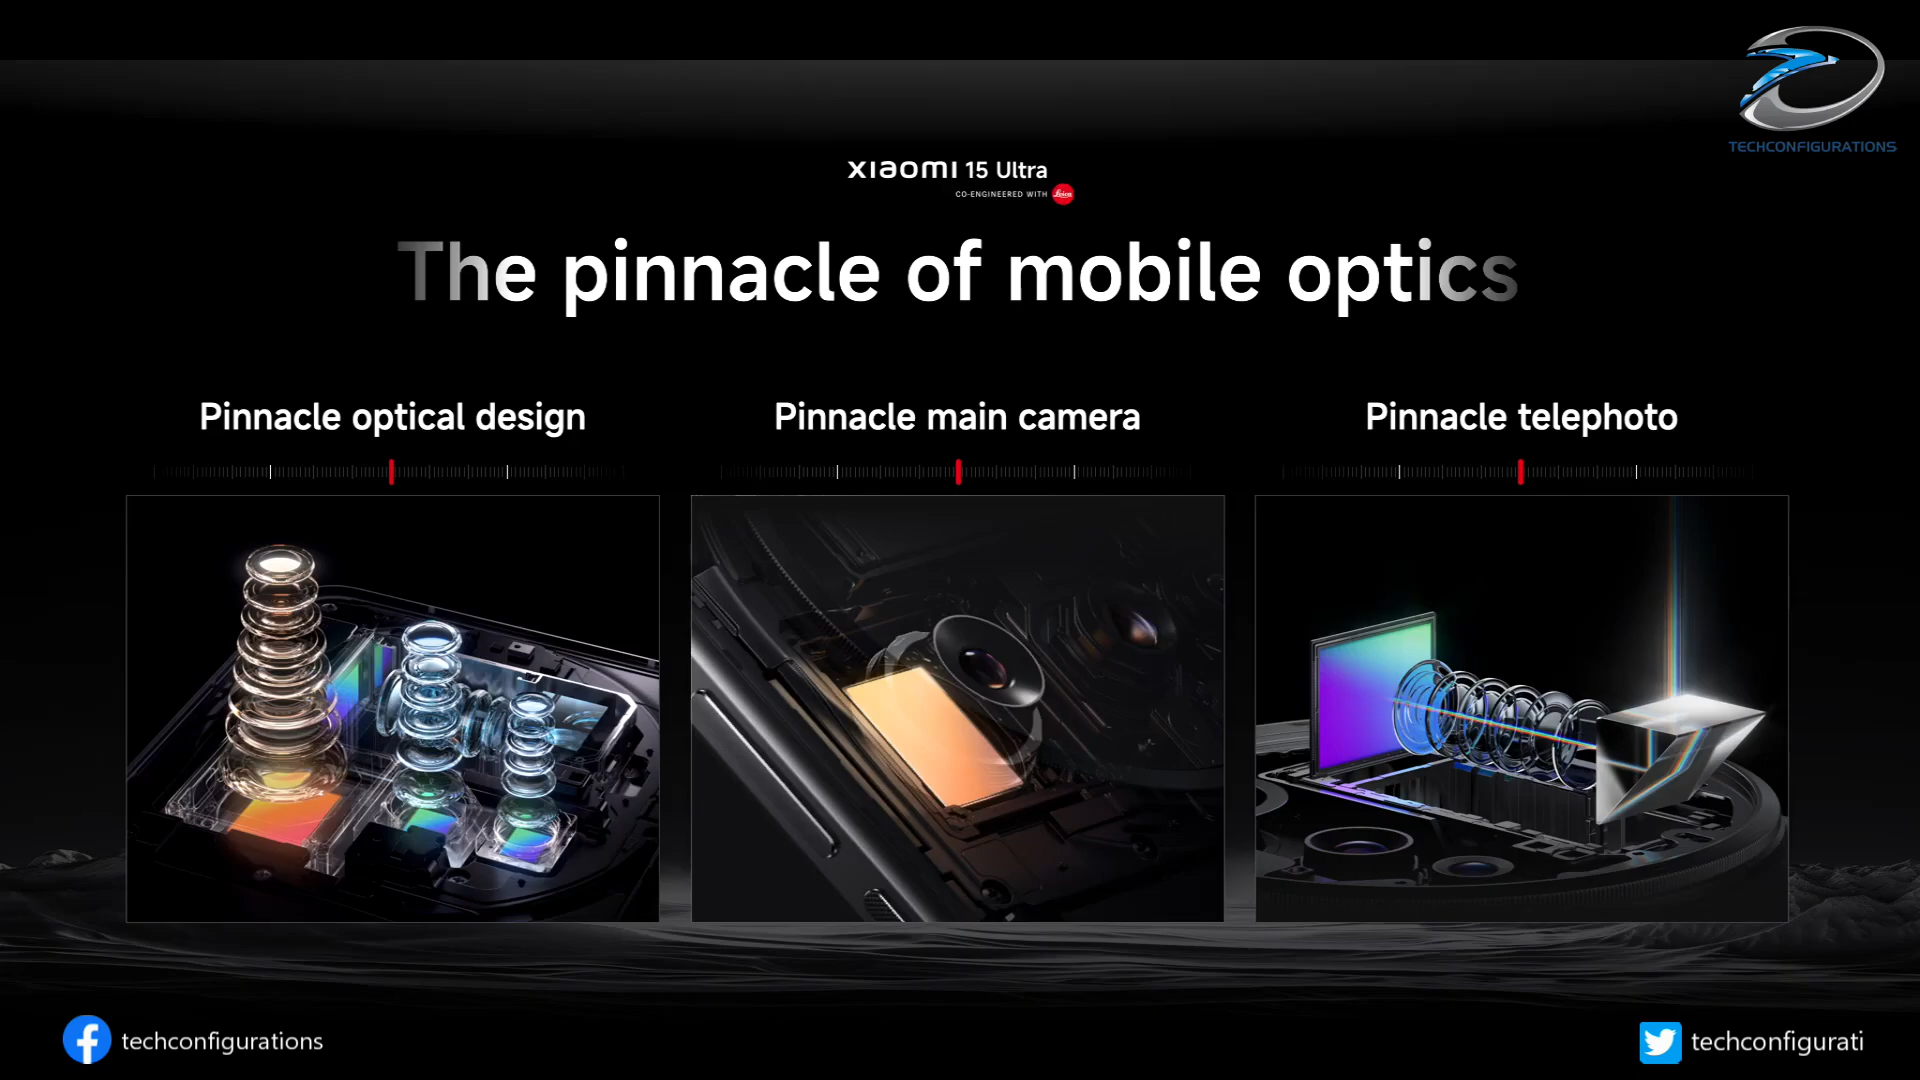 TECHCONFIGURATIONS
xiaomi 15 Ultra
CO-ENGINEERED WITH Leica
The pinnacle of mobile optics
Pinnacle optical design
Pinnacle main camera
Pinnacle telephoto
techconfigurations
techconfigurati